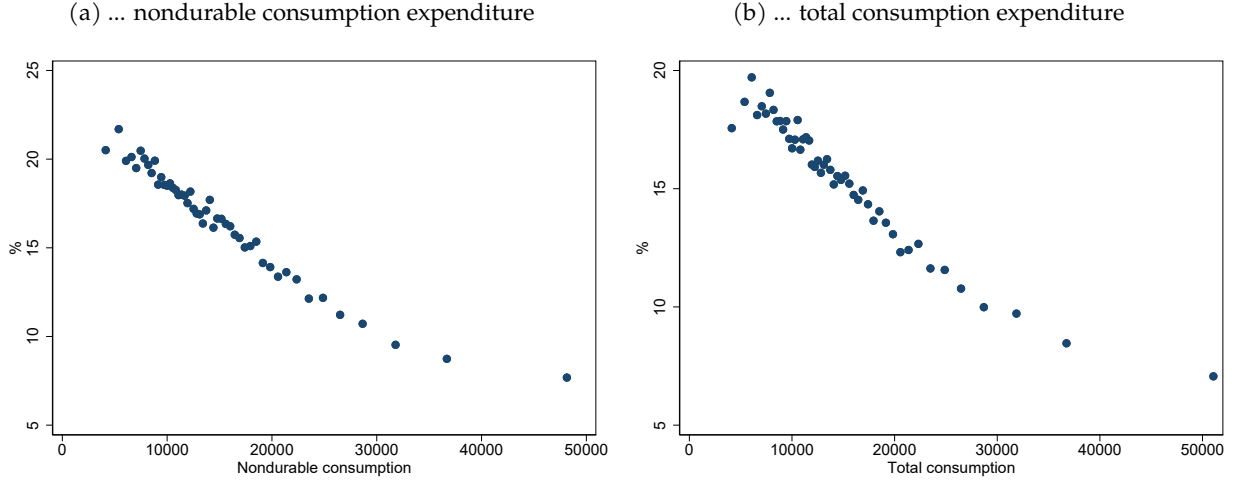 (a) ... nondurable consumption expenditure
25
20
15
10
5
%
0 10000 20000 30000 40000 50000
Nondurable consumption
(b) ... total consumption expenditure
20
15
10
5
%
0 10000 20000 30000 40000 50000
Total consumption